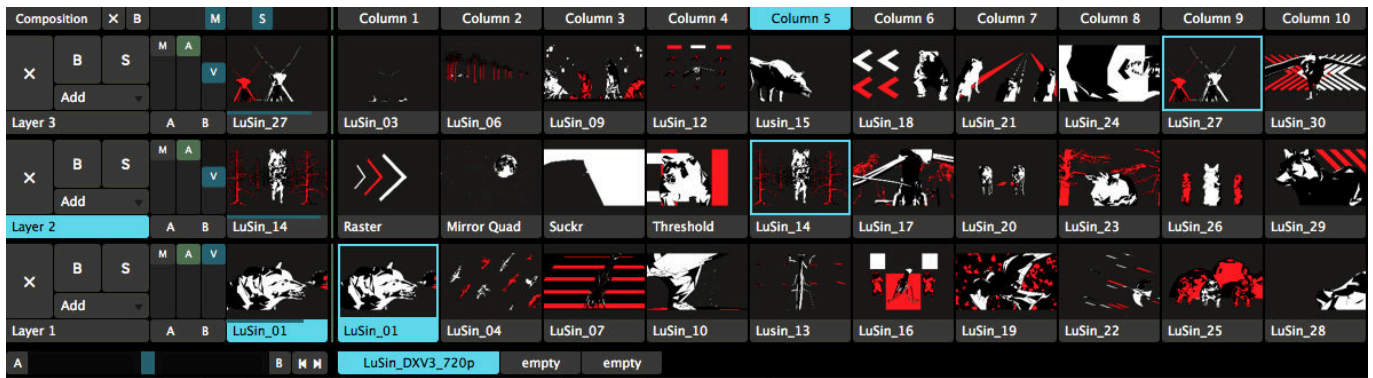 Composition × B M S Column 1 Column 2 Column 3 Column 4 Column 5 Column 6 Column 7 Column 8 Column 9 Column 10
M A
× B S V
Add
Layer 3 A B LuSin_27 LuSin_03 LuSin_06 LuSin_09 LuSin_12 Lusin_15 LuSin_18 LuSin_21 LuSin_24 LuSin_27 LuSin_30
M A
× B S V
Add
Layer 2 A B LuSin_14 Raster Mirror Quad Suckr Threshold LuSin_14 LuSin_17 LuSin_20 LuSin_23 LuSin_26 LuSin_29
M A V
× B S
Add
Layer 1 A B LuSin_01 LuSin_01 LuSin_04 LuSin_07 LuSin_10 Lusin_13 LuSin_16 LuSin_19 LuSin_22 LuSin_25 LuSin_28
A B LuSin_DXV3_720p empty empty